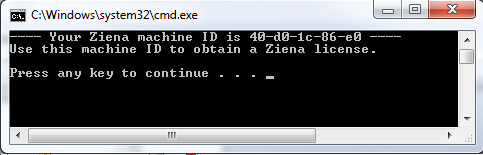 C:\Windows\system32\cmd.exe
---- Your Ziena machine ID is 40-d0-1c-86-e0 ----
Use this machine ID to obtain a Ziena license.
Press any key to continue . . . _